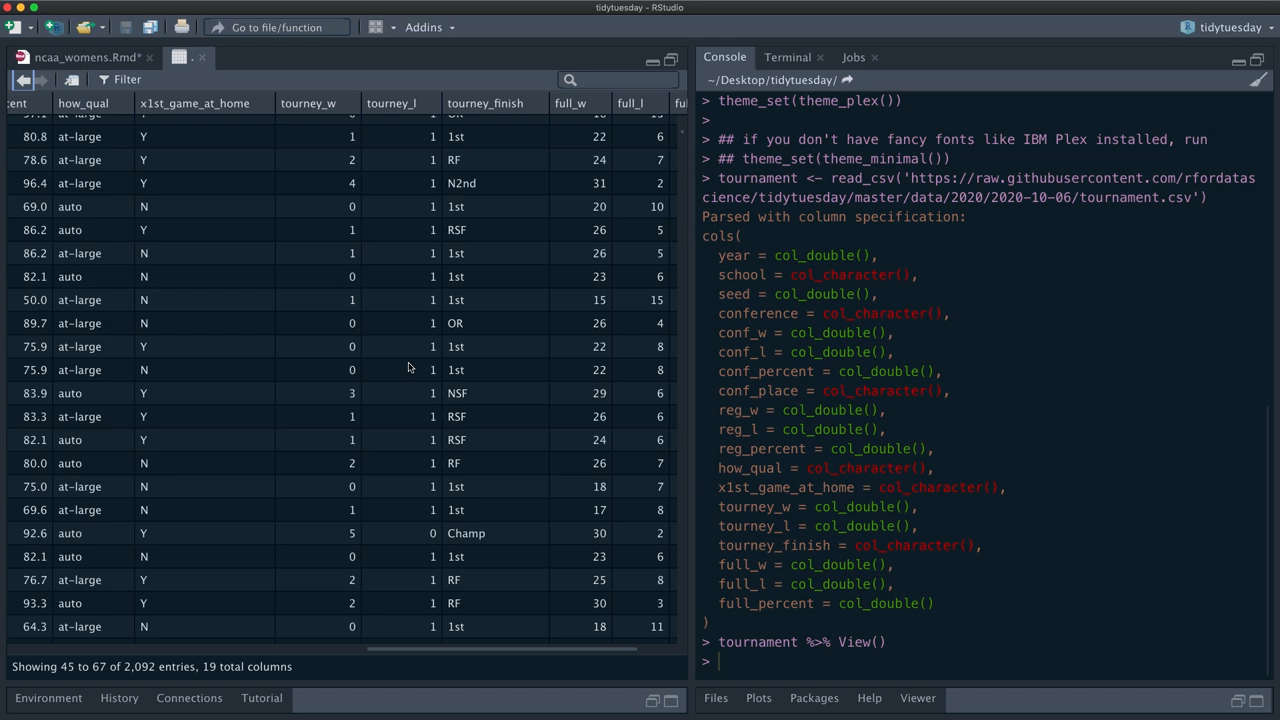 tidytuesday - RStudio
Go to file/function
Addins
tidytuesday
ncaa_womens.Rmd* × . ×
Filter
cent how_qual x1st_game_at_home tourney_w tourney_l tourney_finish full_w full_l fu
80.8 at-large Y 1 1 1st 22 6
78.6 at-large Y 2 1 RF 24 7
96.4 at-large Y 4 1 N2nd 31 2
69.0 auto N 0 1 1st 20 10
86.2 auto Y 1 1 RSF 26 5
86.2 at-large N 1 1 1st 26 5
82.1 auto N 0 1 1st 23 6
50.0 at-large N 1 1 1st 15 15
89.7 at-large N 0 1 OR 26 4
75.9 at-large Y 0 1 1st 22 8
75.9 at-large N 0 1 1st 22 8
83.9 auto Y 3 1 NSF 29 6
83.3 at-large Y 1 1 RSF 26 6
82.1 auto Y 1 1 RSF 24 6
80.0 auto N 2 1 RF 26 7
75.0 at-large N 0 1 1st 18 7
69.6 at-large N 1 1 1st 17 8
92.6 auto Y 5 0 Champ 30 2
82.1 auto N 0 1 1st 23 6
76.7 at-large Y 2 1 RF 25 8
93.3 auto Y 2 1 RF 30 3
64.3 at-large N 0 1 1st 18 11
Showing 45 to 67 of 2,092 entries, 19 total columns
Environment History Connections Tutorial
Console Terminal × Jobs ×
~/Desktop/tidytuesday/
> theme_set(theme_plex())
>
> ## if you don't have fancy fonts like IBM Plex installed, run
> ## theme_set(theme_minimal())
> tournament <- read_csv('https://raw.githubusercontent.com/rfordatas
cience/tidytuesday/master/data/2020/2020-10-06/tournament.csv')
Parsed with column specification:
cols(
year = col_double(),
school = col_character(),
seed = col_double(),
conference = col_character(),
conf_w = col_double(),
conf_l = col_double(),
conf_percent = col_double(),
conf_place = col_character(),
reg_w = col_double(),
reg_l = col_double(),
reg_percent = col_double(),
how_qual = col_character(),
x1st_game_at_home = col_character(),
tourney_w = col_double(),
tourney_l = col_double(),
tourney_finish = col_character(),
full_w = col_double(),
full_l = col_double(),
full_percent = col_double()
)
> tournament %>% View()
>
Files Plots Packages Help Viewer